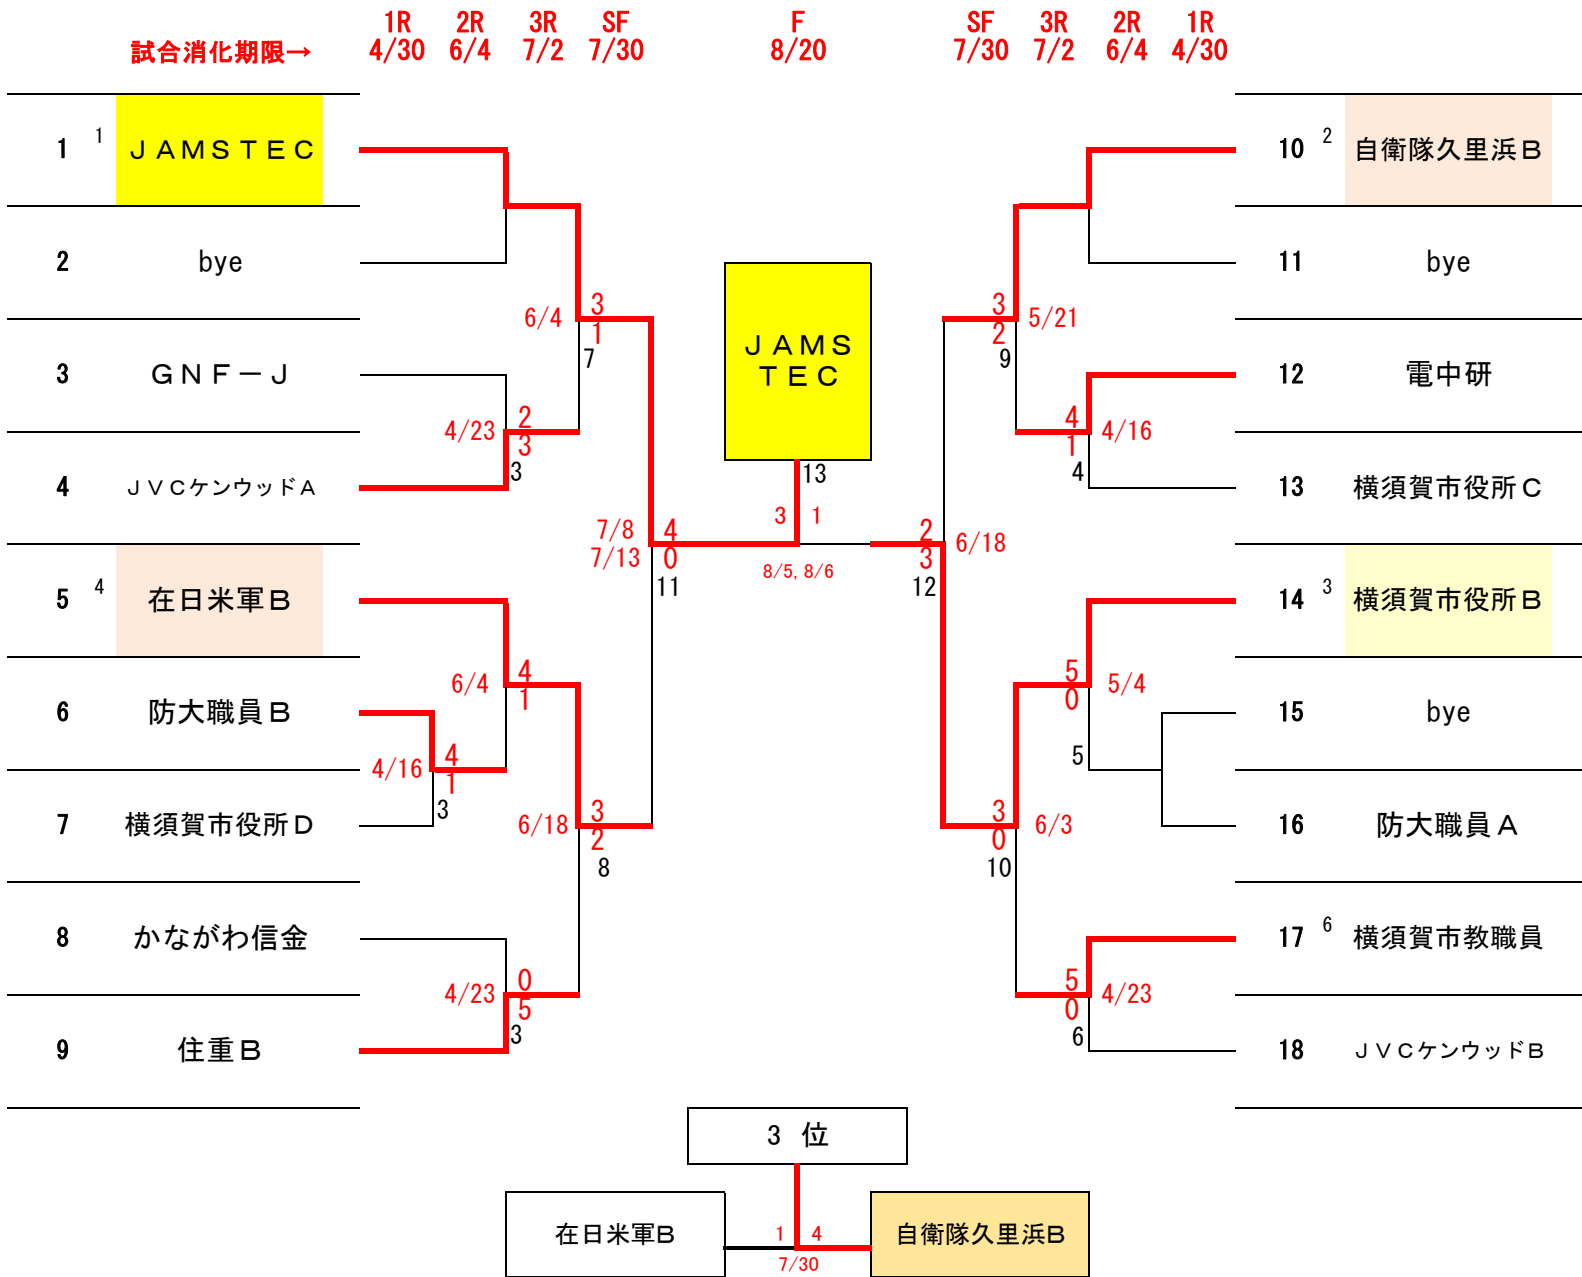 1R 2R 3R SF F SF 3R 2R 1R
試合消化期限→ 4/30 6/4 7/2 7/30 8/20 7/30 7/2 6/4 4/30
1 1 ＪＡＭＳＴＥＣ
2 bye
3 ＧＮＦ－Ｊ
4 ＪＶＣケンウッドＡ
5 4 在日米軍Ｂ
6 防大職員Ｂ
7 横須賀市役所Ｄ
8 かながわ信金
9 住重Ｂ
6/4 3
1
7
4/23 2
3
3
7/8 4
7/13 0
11
6/4 4
1
4/16 4
1
3
6/18 3
2
8
4/23 0
5
3
ＪＡＭＳ
ＴＥＣ
13
3 1
8/5, 8/6
3 5/21
2
9
4 4/16
1
4
2 6/18
3
12
5 5/4
0
5
3 6/3
0
10
5 4/23
0
6
10 2 自衛隊久里浜Ｂ
11 bye
12 電中研
13 横須賀市役所Ｃ
14 3 横須賀市役所Ｂ
15 bye
16 防大職員Ａ
17 6 横須賀市教職員
18 ＪＶＣケンウッドＢ
3 位
在日米軍B 1 4 自衛隊久里浜B
7/30